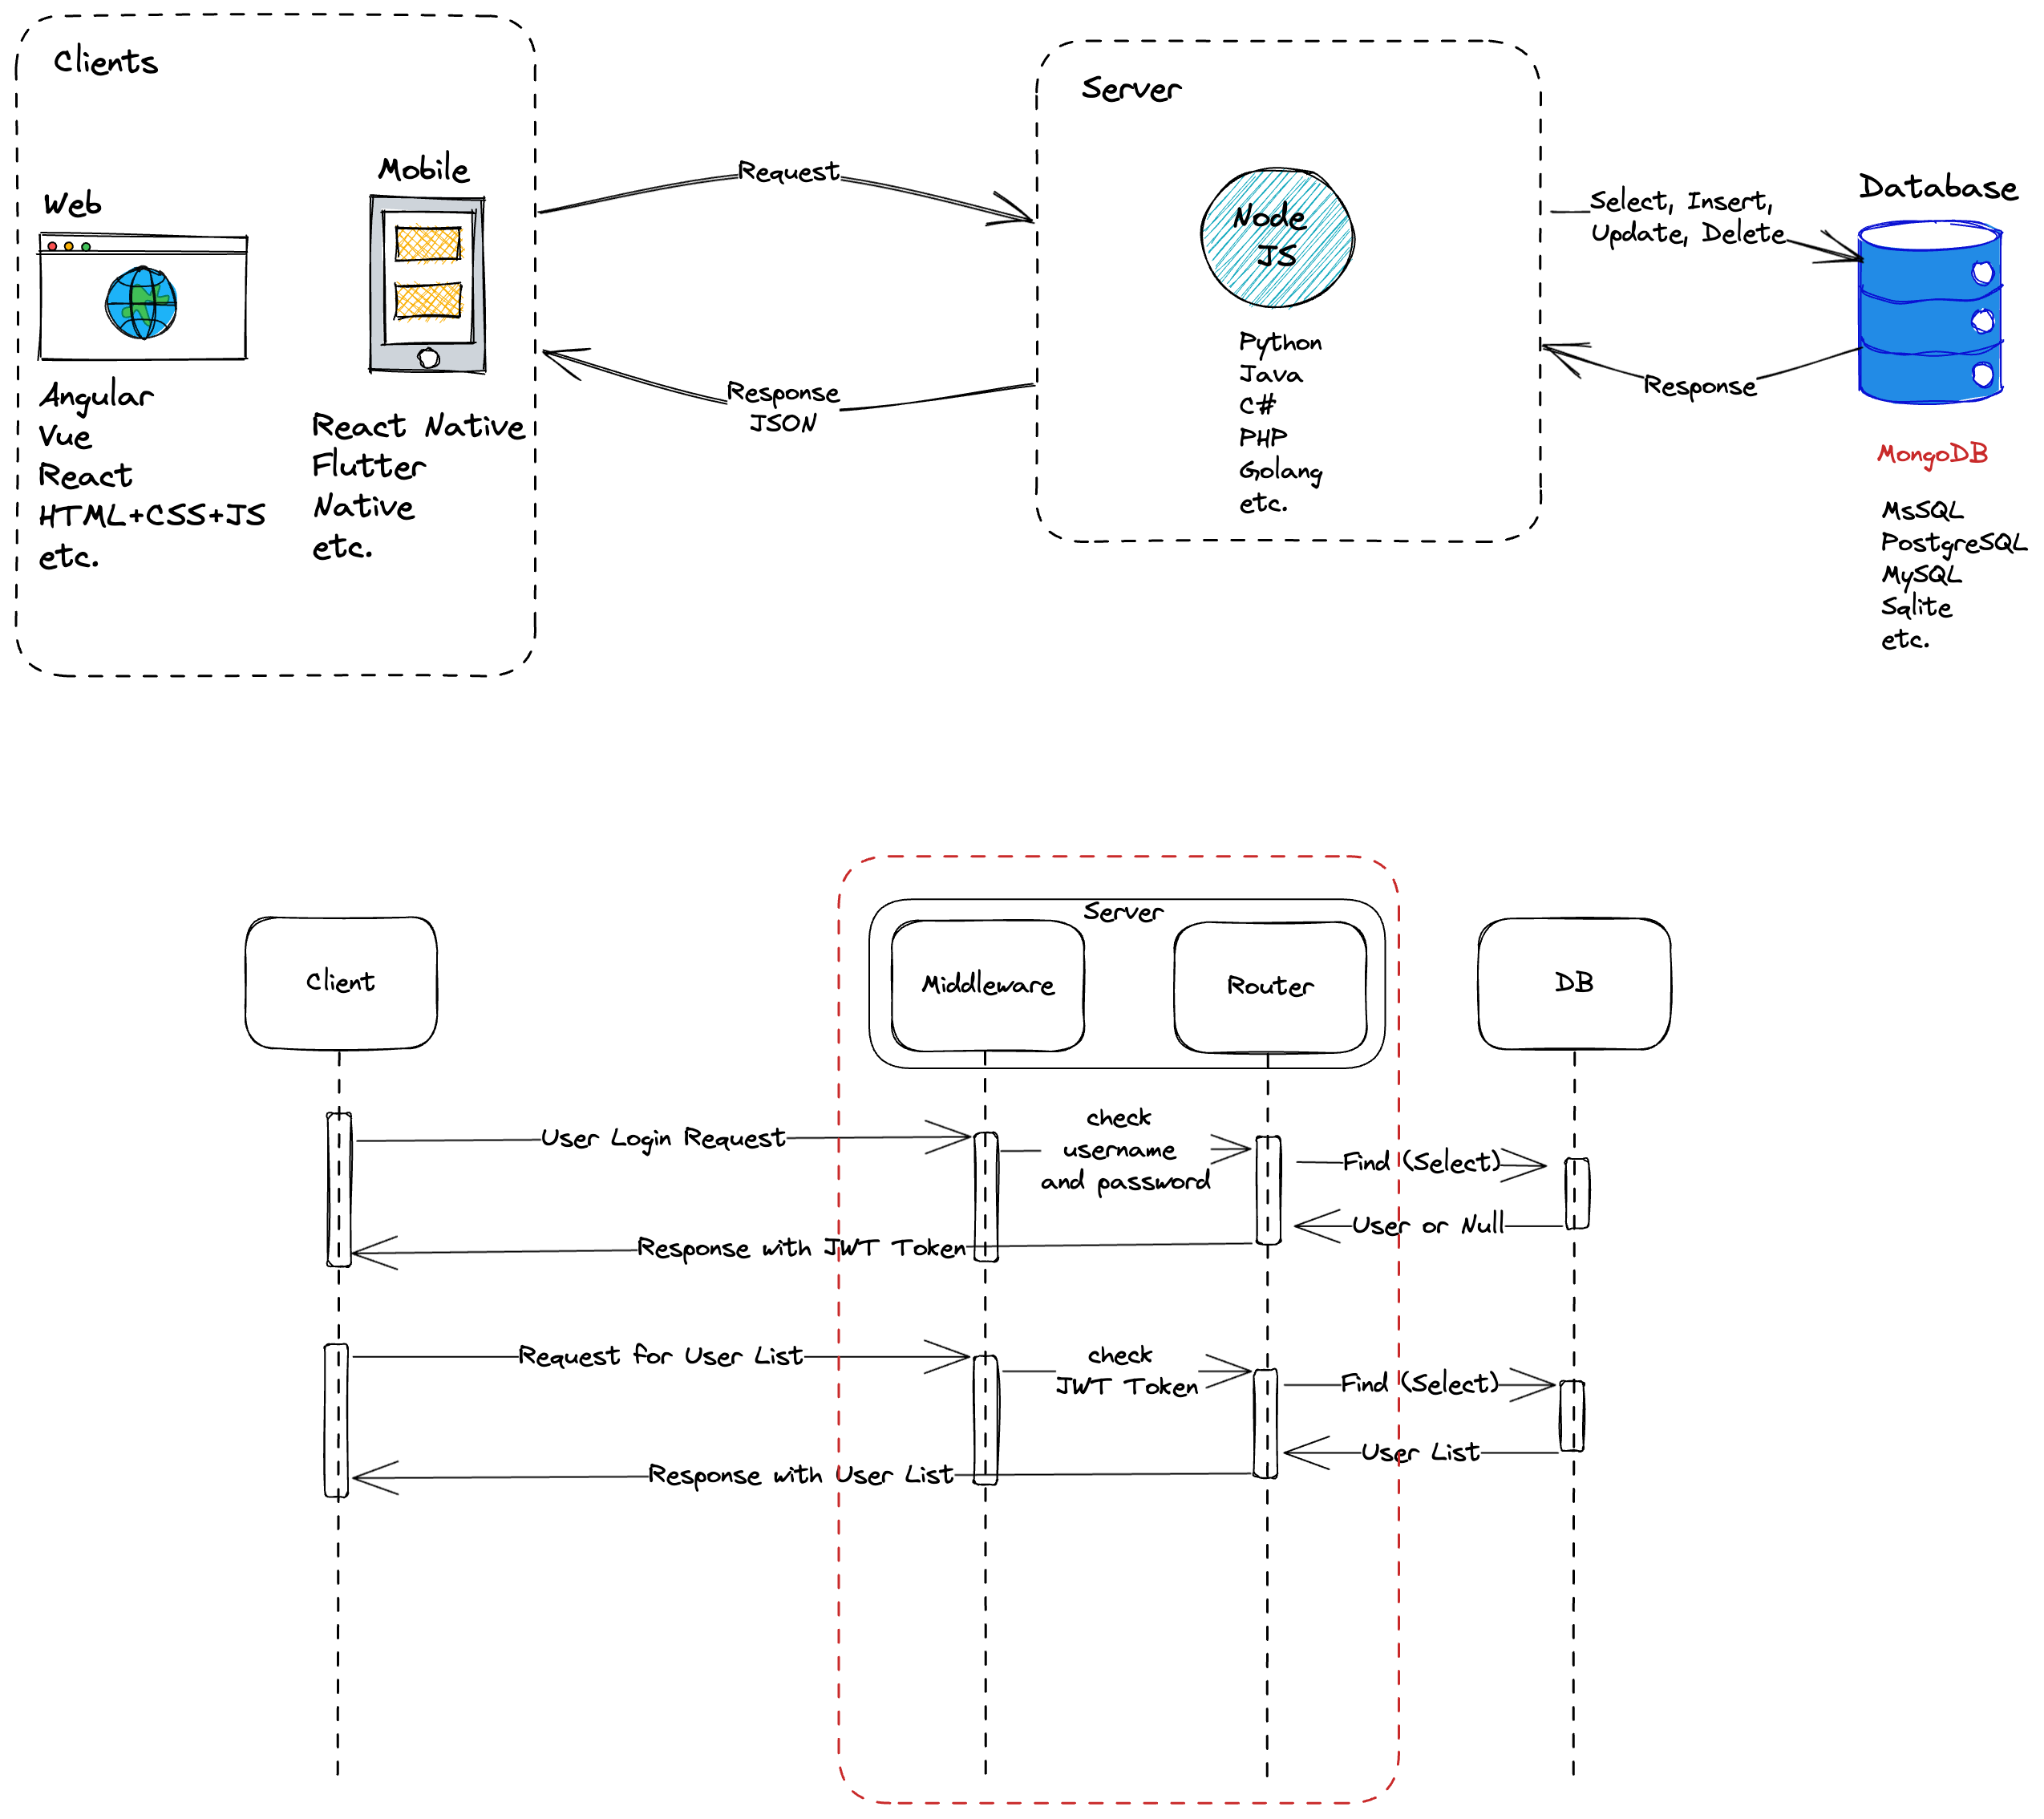 Clients
Web
Mobile
Angular
Vue
React
HTML+CSS+JS
etc.
React Native
Flutter
Native
etc.
Request
Response
JSON
Server
Node
JS
Python
Java
C#
PHP
Golang
etc.
Select, Insert,
Update, Delete
Response
Database
MongoDB
MsSQL
PostgreSQL
MySQL
Sqlite
etc.
Client
Server
Middleware
Router
DB
User Login Request
check
username
and password
Find (Select)
User or Null
Response with JWT Token
Request for User List
check
JWT Token
Find (Select)
User List
Response with User List